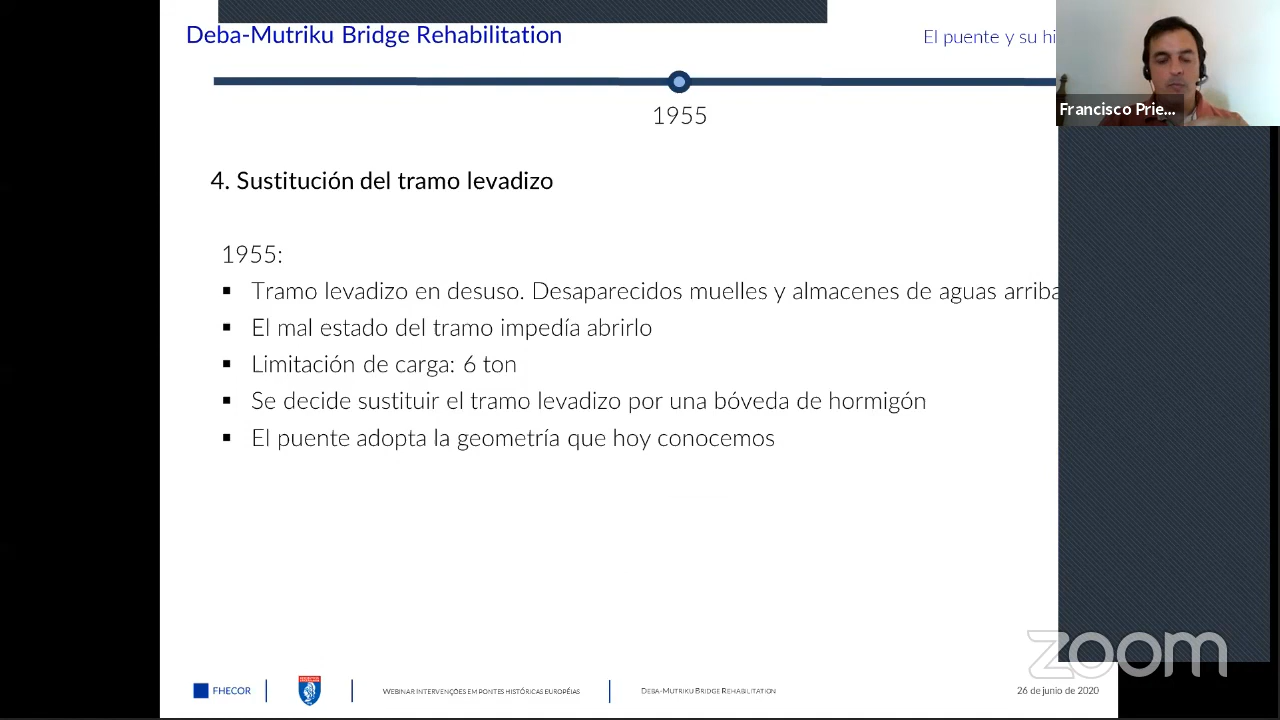 Deba-Mutriku Bridge Rehabilitation
El puente y su hi
Francisco Prie...
1955
4. Sustitución del tramo levadizo
1955:
▪ Tramo levadizo en desuso. Desaparecidos muelles y almacenes de aguas arriba
▪ El mal estado del tramo impedía abrirlo
▪ Limitación de carga: 6 ton
▪ Se decide sustituir el tramo levadizo por una bóveda de hormigón
▪ El puente adopta la geometría que hoy conocemos
zoom
FHECOR
WEBINAR INTERVENÇÕES EM PONTES HISTÓRICAS EUROPÉIAS
DEBA-MUTRIKU BRIDGE REHABILITATION
26 de junio de 2020